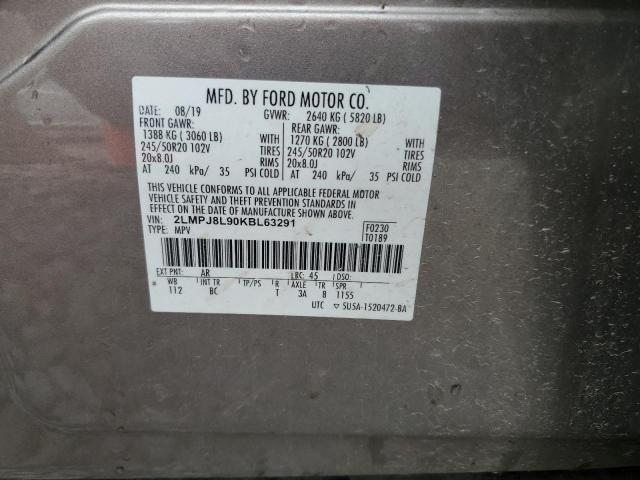 MFD. BY FORD MOTOR CO.
DATE: 08/19 GVWR: 2640 KG ( 5820 LB)
FRONT GAWR: REAR GAWR:
1388 KG ( 3060 LB) WITH 1270 KG ( 2800 LB) WITH
245/50R20 102V TIRES 245/50R20 102V TIRES
20x8.0J RIMS 20x8.0J RIMS
AT 240 kPa/ 35 PSI COLD AT 240 kPa/ 35 PSI COLD
THIS VEHICLE CONFORMS TO ALL APPLICABLE FEDERAL MOTOR
VEHICLE SAFETY AND THEFT PREVENTION STANDARDS IN
EFFECT ON THE DATE OF MANUFACTURE SHOWN ABOVE.
VIN: 2LMPJ8L90KBL63291 F0230
TYPE: MPV T0189
EXT PNT: AR RC: 45 DSO:
# WB INT TR TP/PS R AXLE TR SPR
112 BC T 3A 8 1155
UTC ▽ 5U5A-1520472-BA